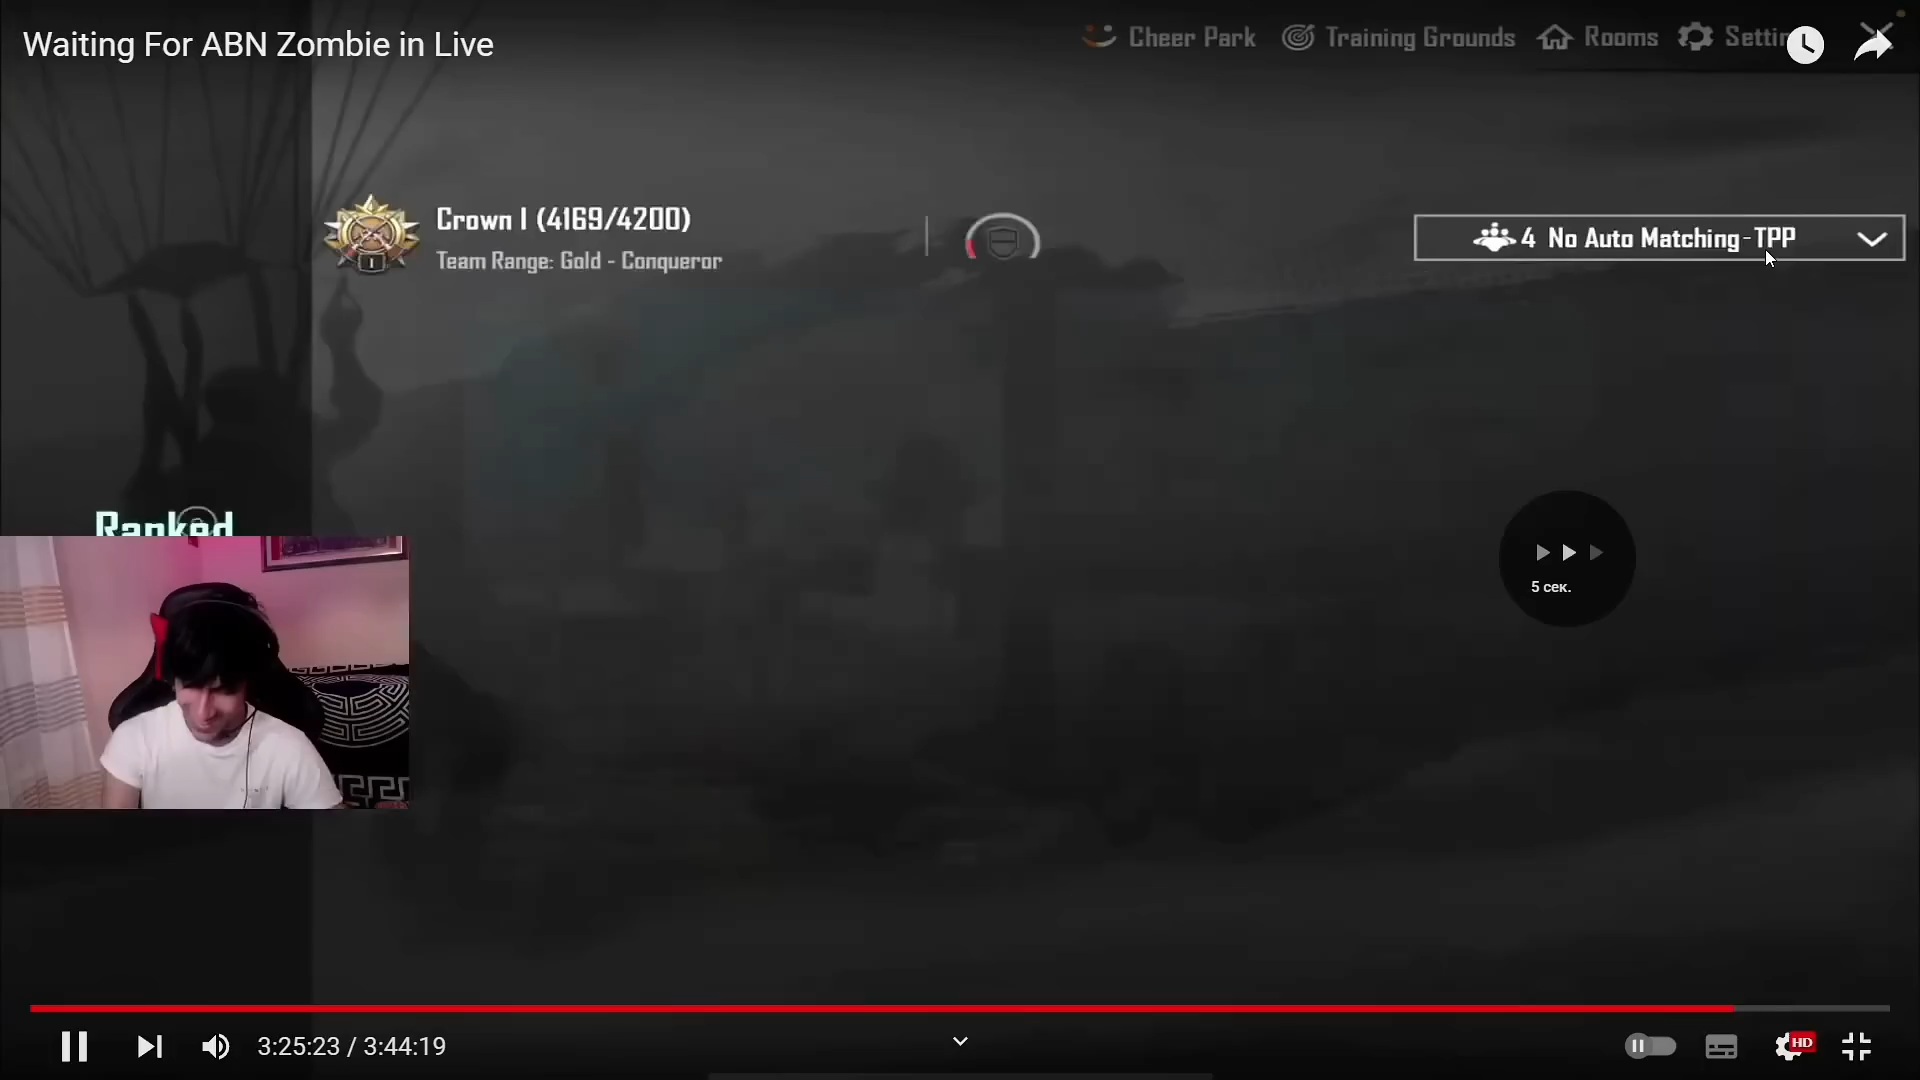 Waiting For ABN Zombie in Live
Cheer Park
Training Grounds
Rooms
Settin
Crown I (4169/4200)
Team Range: Gold - Conqueror
4 No Auto Matching-TPP
Ranked
5 сек.
3:25:23 / 3:44:19
HD